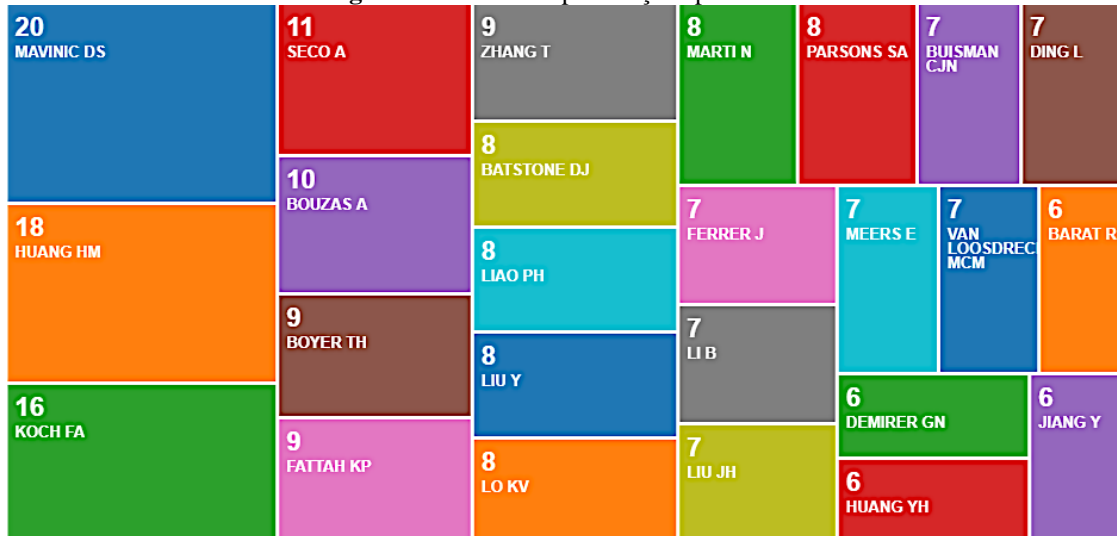 20
MAVINIC DS
18
HUANG HM
16
KOCH FA
11
SECO A
10
BOUZAS A
9
BOYER TH
9
FATTAH KP
9
ZHANG T
8
BATSTONE DJ
8
LIAO PH
8
LIU Y
8
LO KV
8
MARTI N
8
PARSONS SA
7
BUISMAN
CJN
7
DING L
7
FERRER J
7
LI B
7
LIU JH
7
MEERS E
7
VAN
LOOSDREC
MCM
6
BARAT R
6
DEMIRER GN
6
HUANG YH
6
JIANG Y